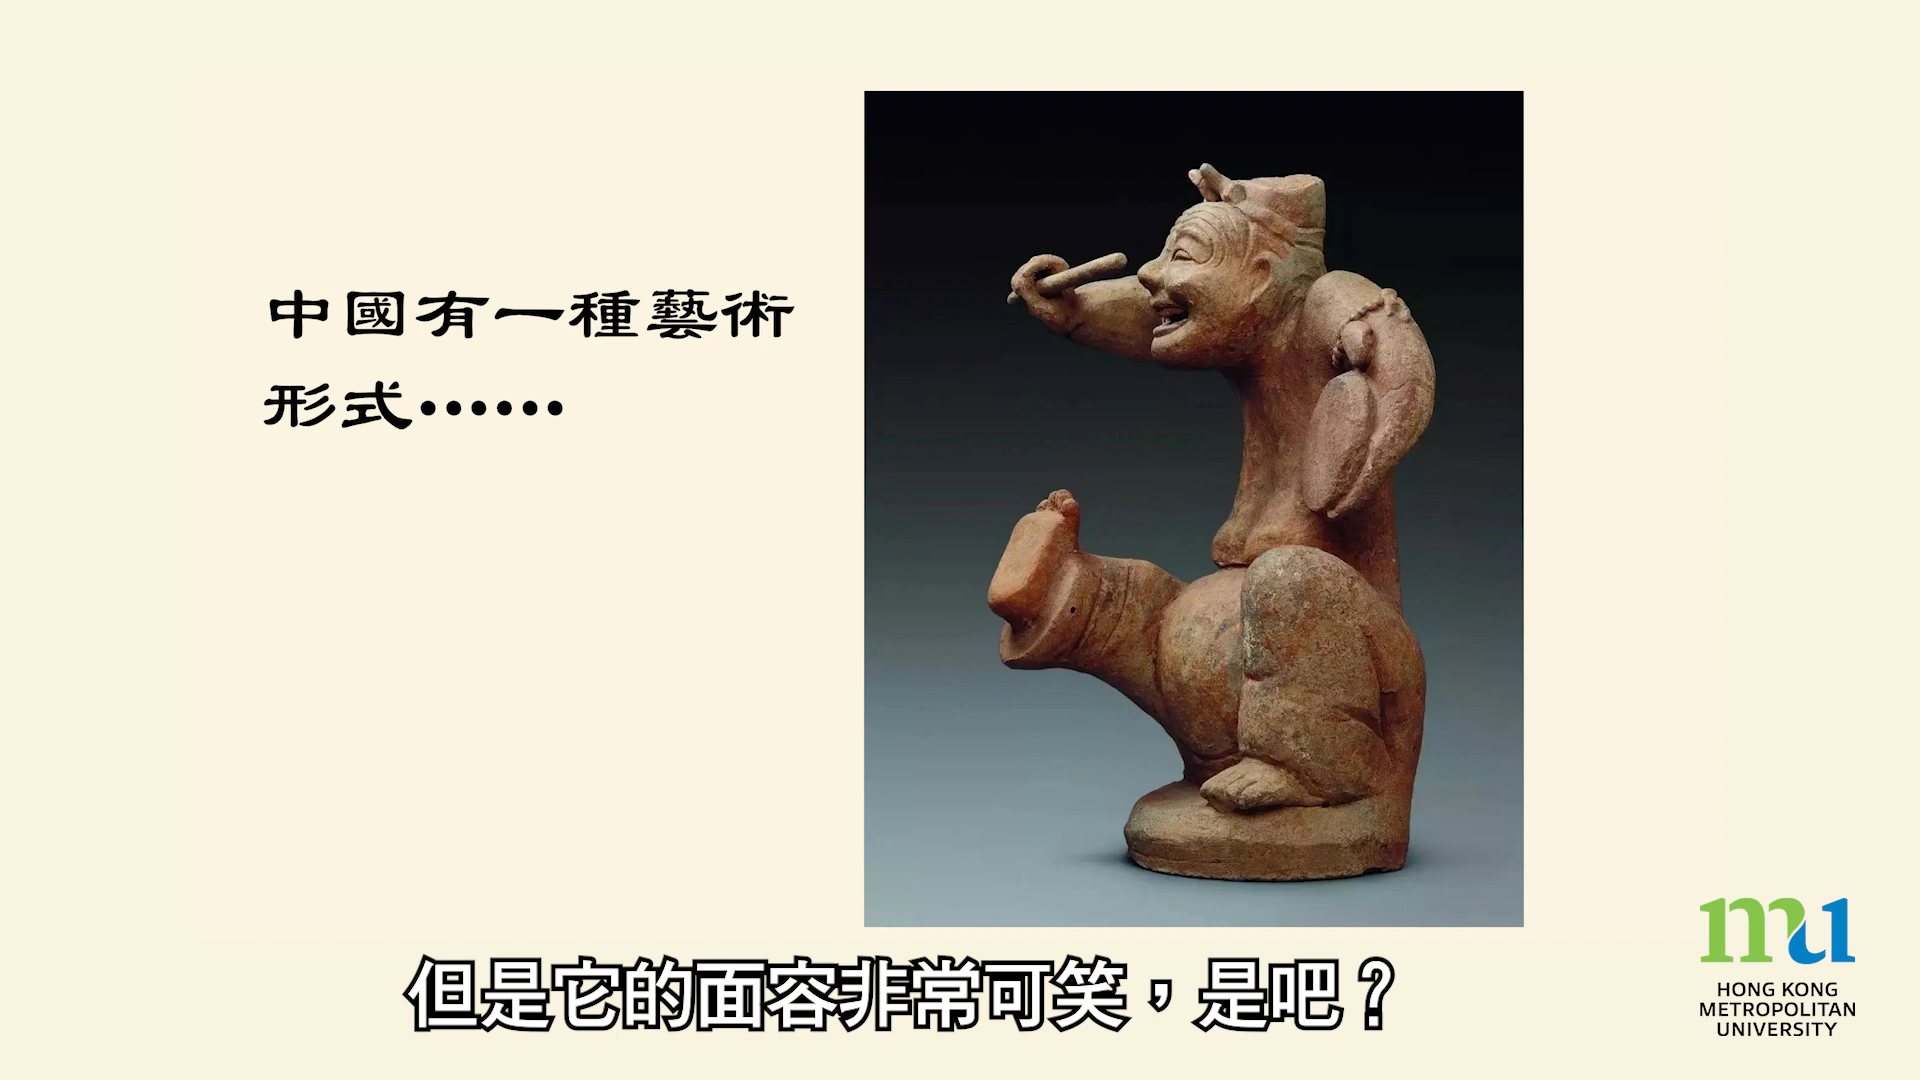 中國有一種藝術
形式……
但是它的面容非常可笑，是吧？
mu
HONG KONG
METROPOLITAN
UNIVERSITY